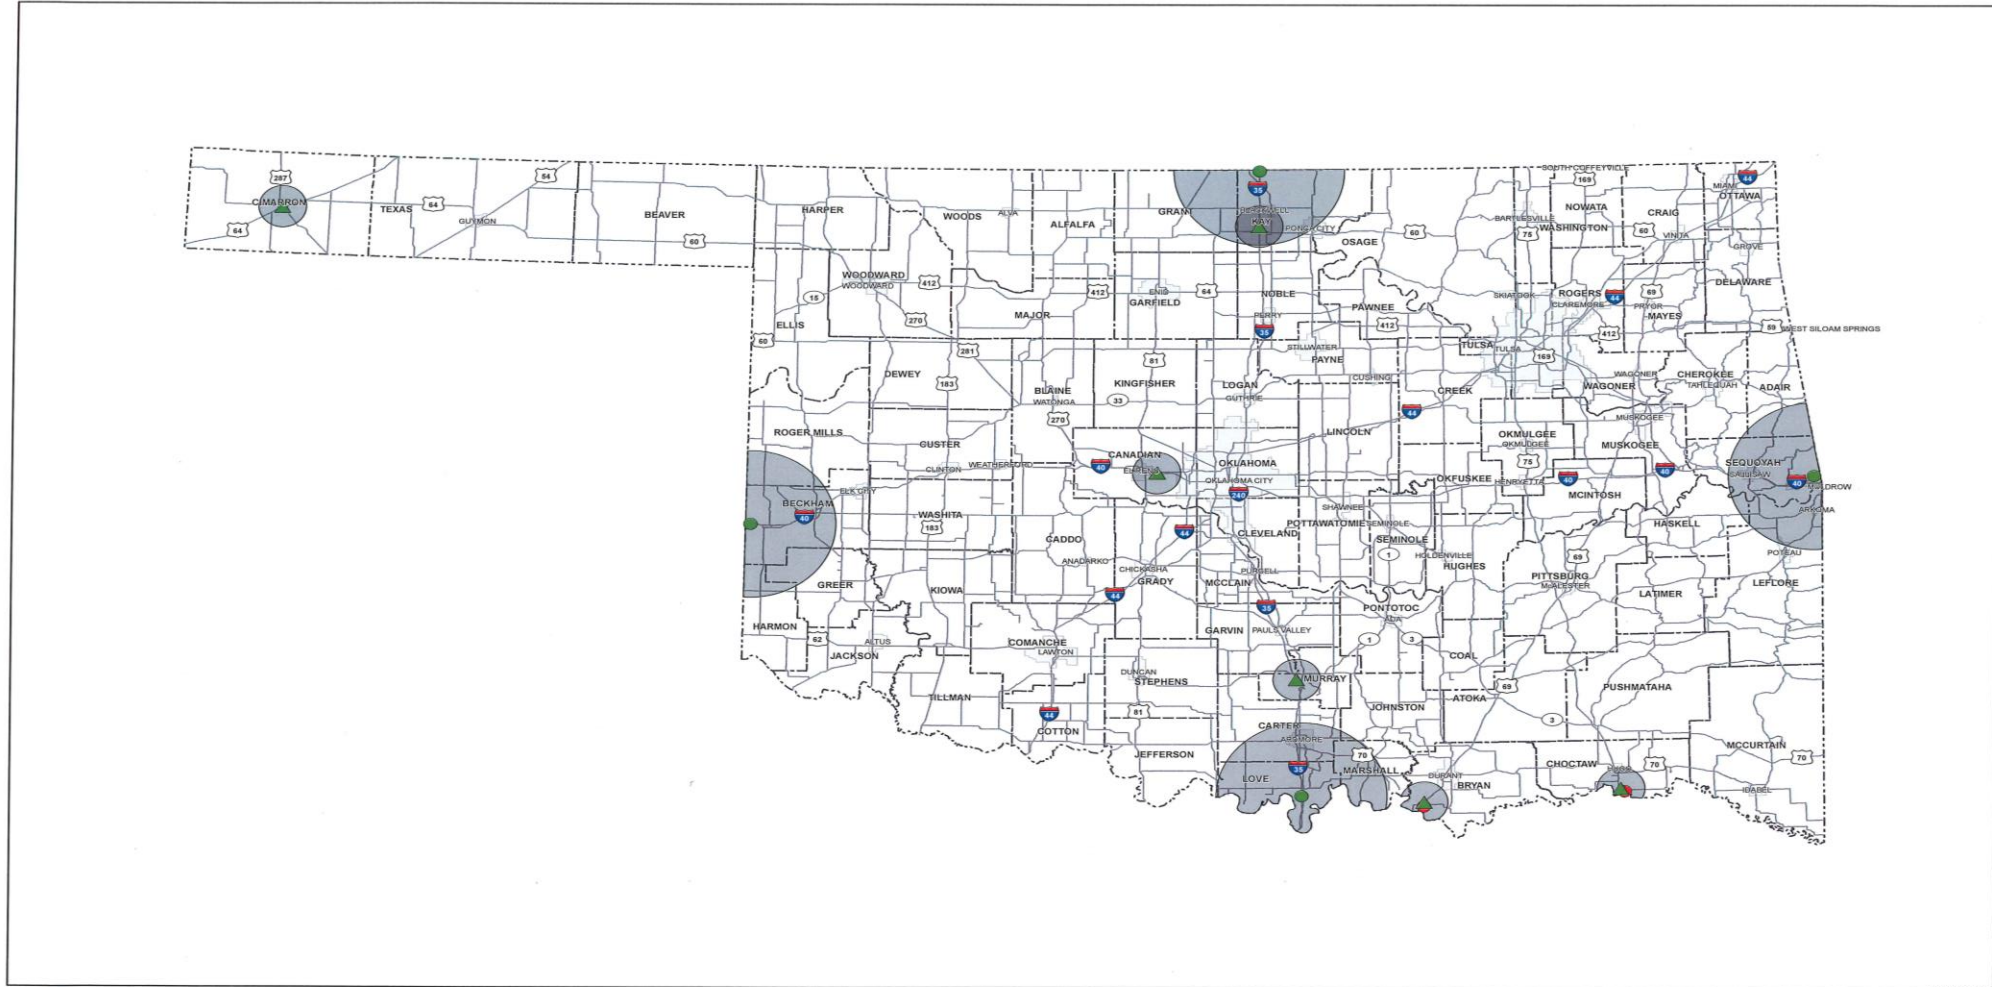 SOUTH COFFEYVILLE
287
54
35
169
44
MIAMI
OTTAWA
CIMARRON
TEXAS
64
GUYMON
BEAVER
HARPER
WOODS
ALVA
ALFALFA
GRANT
BLACKWELL
KAY
PONCA CITY
BARTLESVILLE
NOWATA
CRAIG
64
60
OSAGE
60
75
WASHINGTON
60
VINITA
GROVE
WOODWARD
WOODWARD
412
15
412
ENID
GARFIELD
64
NOBLE
SKIATOOK
ROGERS
44
69
DELAWARE
CLAREMORE
PRYOR
MAYES
ELLIS
270
MAJOR
PERRY
35
PAWNEE
412
412
59
WEST SILOAM SPRINGS
60
281
81
STILLWATER
PAYNE
TULSA
TULSA
169
DEWEY
183
BLAINE
WATONGA
KINGFISHER
33
LOGAN
GUTHRIE
CUSHING
CREEK
WAGONER
WAGONER
CHEROKEE
TAHLEQUAH
ADAIR
270
44
MUSKOGEE
ROGER MILLS
CUSTER
LINCOLN
OKMULGEE
OKMULGEE
MUSKOGEE
CLINTON
WEATHERFORD
40
CANADIAN
EL RENO
OKLAHOMA
OKLAHOMA CITY
75
40
SEQUOYAH
SALLISAW
ELK CITY
240
OKFUSKEE
HENRYETTA
40
MCINTOSH
40
MULDROW
BECKHAM
40
WASHITA
183
SHAWNEE
ARKOMA
44
CLEVELAND
POTTAWATOMIE
SEMINOLE
SEMINOLE
HASKELL
CADDO
ANADARKO
CHICKASHA
GRADY
1
HOLDENVILLE
HUGHES
69
POTEAU
GREER
KIOWA
44
PURCELL
MCCLAIN
PITTSBURG
McALESTER
LATIMER
LEFLORE
HARMON
62
ALTUS
JACKSON
35
PONTOTOC
ADA
GARVIN
PAULS VALLEY
1
3
COMANCHE
LAWTON
COAL
DUNCAN
STEPHENS
MURRAY
69
PUSHMATAHA
TILLMAN
44
COTTON
81
CARTER
ARDMORE
JOHNSTON
ATOKA
3
JEFFERSON
70
MCCURTAIN
70
LOVE
35
MARSHALL
DURANT
BRYAN
CHOCTAW
HUGO
70
IDABEL